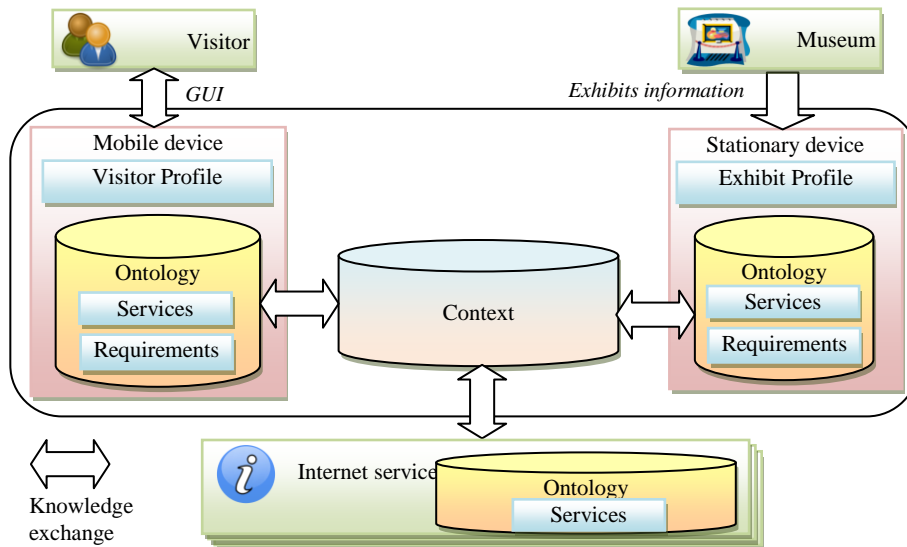 Visitor
Museum
GUI
Exhibits information
Mobile device
Visitor Profile
Ontology
Services
Requirements
Context
Stationary device
Exhibit Profile
Ontology
Services
Requirements
Knowledge
exchange
Internet service
Ontology
Services